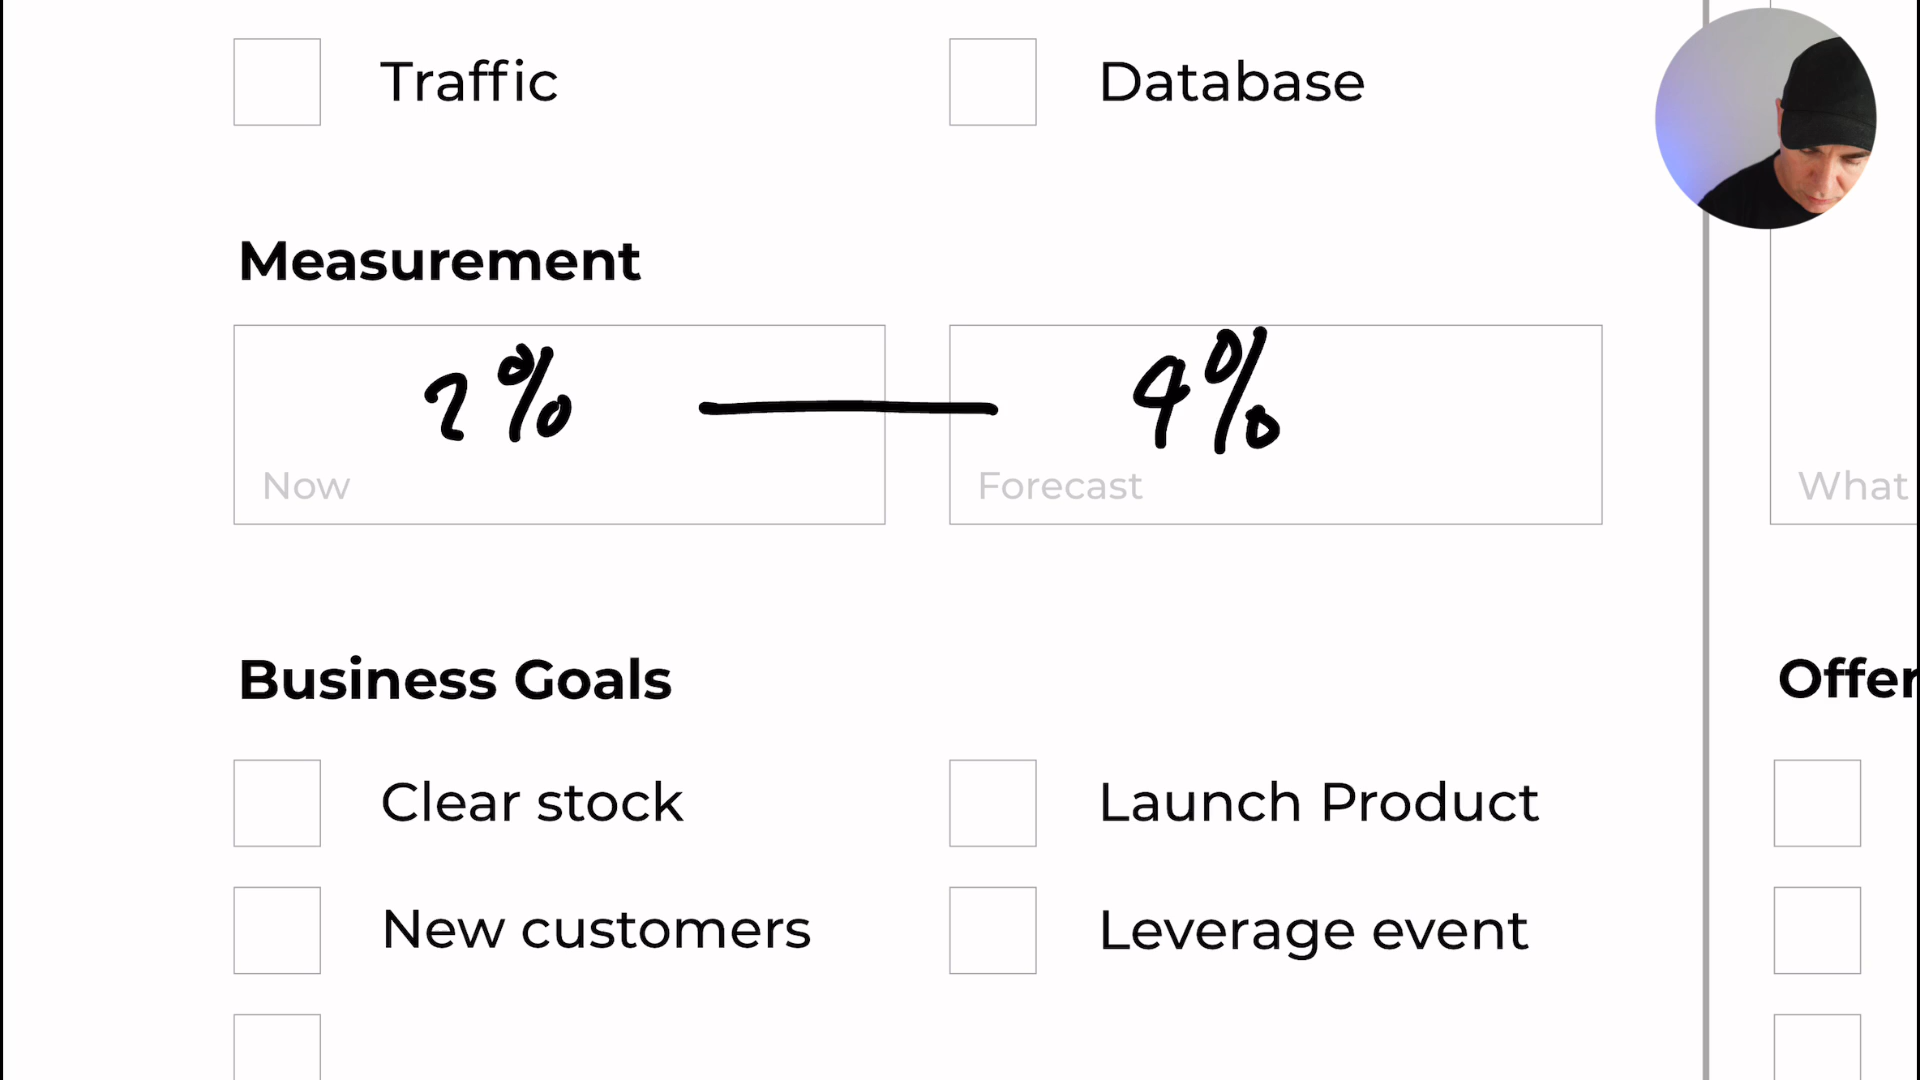 Traffic
Database
Measurement
2%
4%
Now
Forecast
What
Business Goals
Offer
Clear stock
Launch Product
New customers
Leverage event